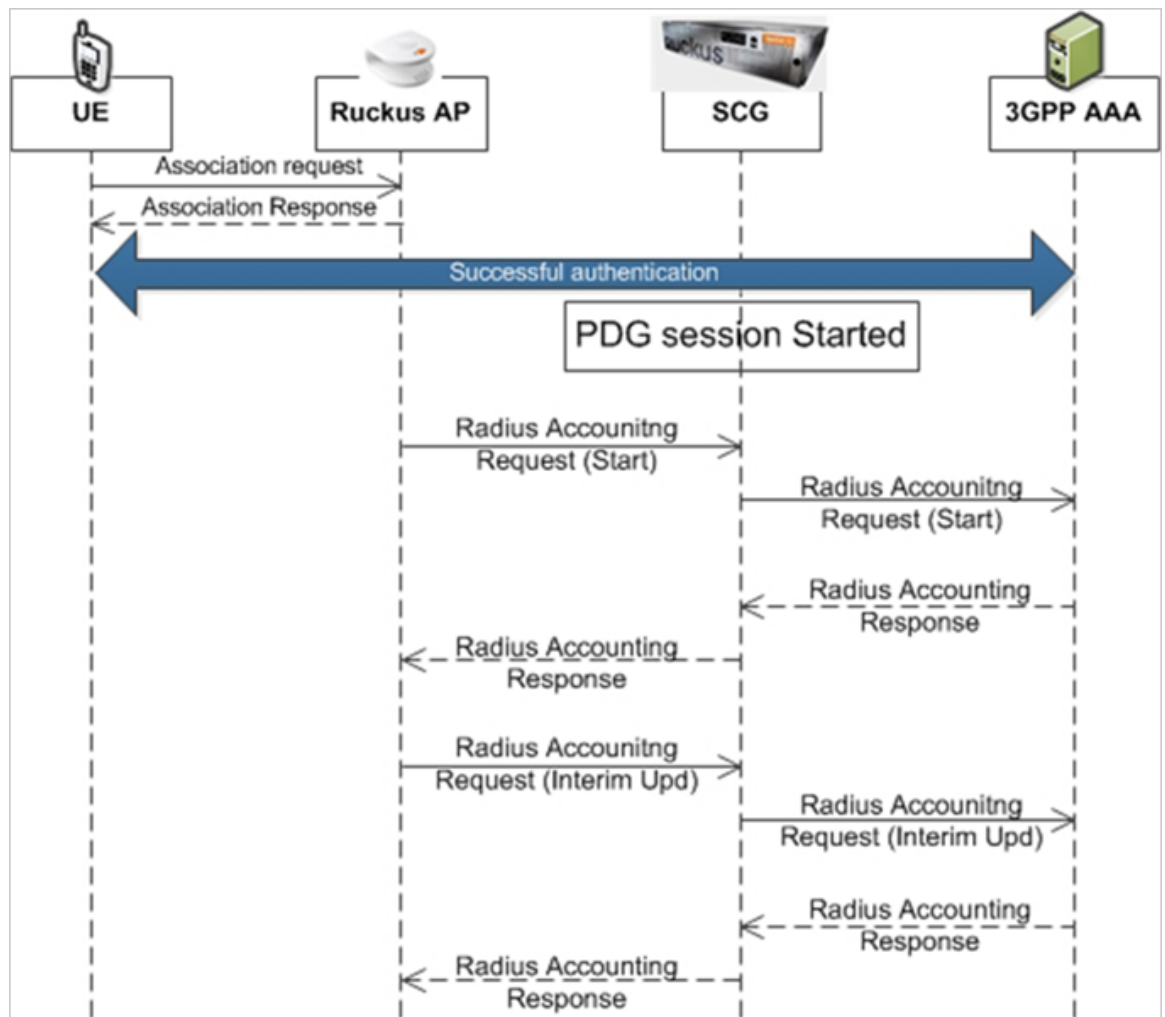 ruckus
UE
Ruckus AP
SCG
3GPP AAA
Association request
Association Response
Successful authentication
PDG session Started
Radius Accounitng
Request (Start)
Radius Accounitng
Request (Start)
Radius Accounting
Response
Radius Accounting
Response
Radius Accounitng
Request (Interim Upd)
Radius Accounitng
Request (Interim Upd)
Radius Accounting
Response
Radius Accounting
Response